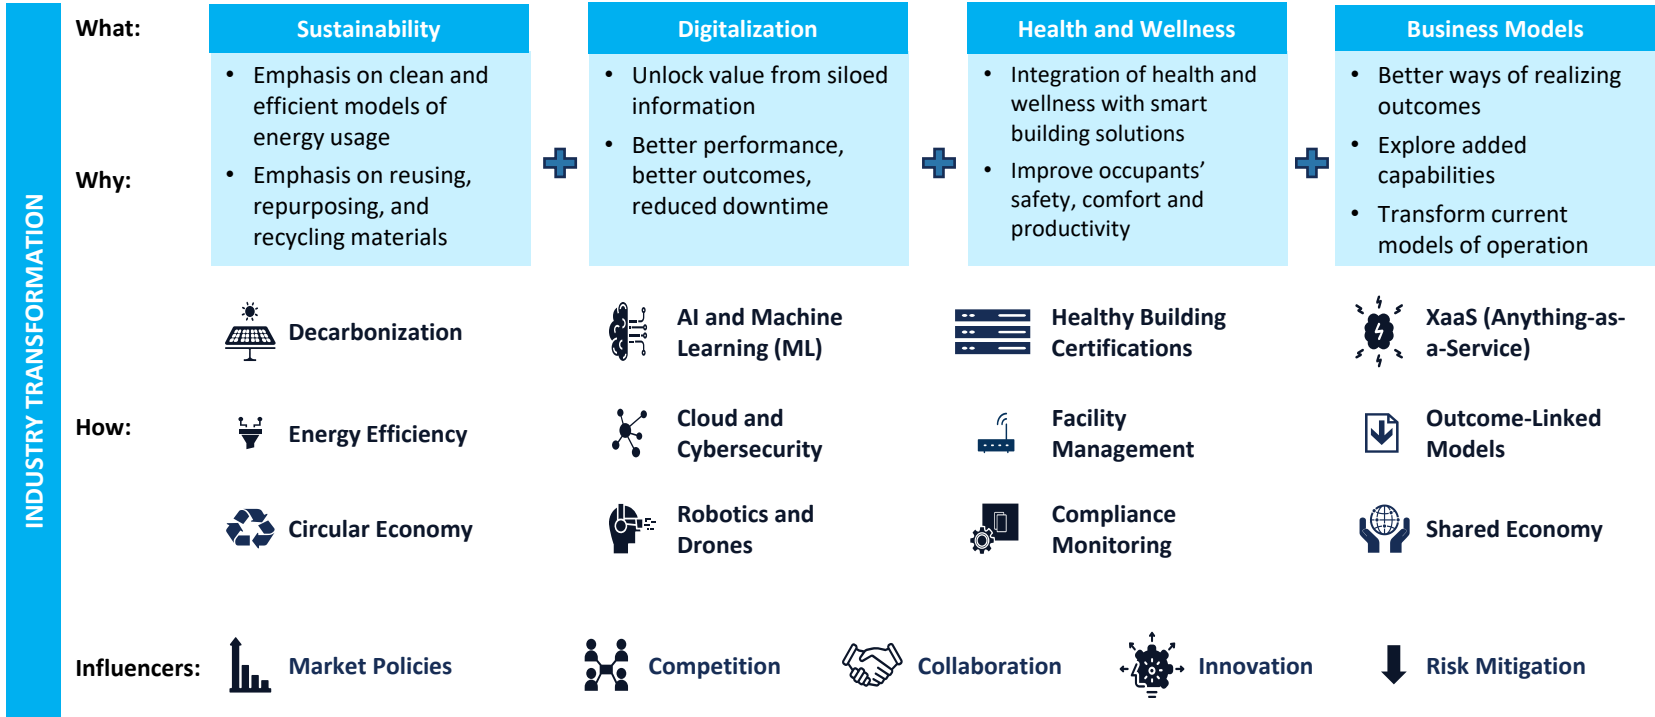 INDUSTRY TRANSFORMATION
What:
Sustainability
Digitalization
Health and Wellness
Business Models
Why:
• Emphasis on clean and
efficient models of
energy usage
• Emphasis on reusing,
repurposing, and
recycling materials
• Unlock value from siloed
information
• Better performance,
better outcomes,
reduced downtime
• Integration of health and
wellness with smart
building solutions
• Improve occupants’
safety, comfort and
productivity
• Better ways of realizing
outcomes
• Explore added
capabilities
• Transform current
models of operation
How:
Decarbonization
AI and Machine
Learning (ML)
Healthy Building
Certifications
XaaS (Anything-as-
a-Service)
Energy Efficiency
Cloud and
Cybersecurity
Facility
Management
Outcome-Linked
Models
Circular Economy
Robotics and
Drones
Compliance
Monitoring
Shared Economy
Influencers:
Market Policies
Competition
Collaboration
Innovation
Risk Mitigation